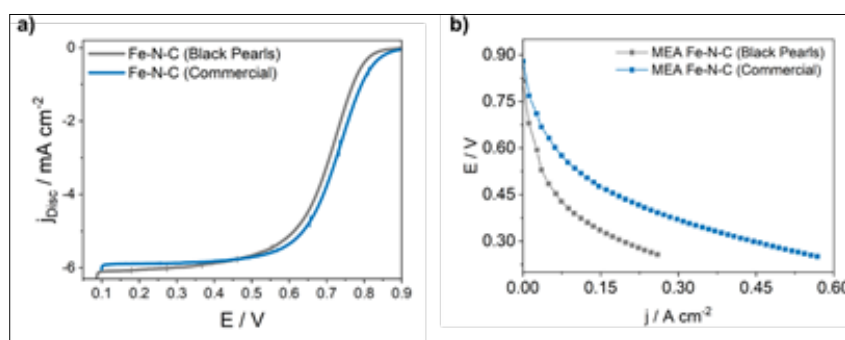 a)
0
-2
-4
-6
j_Disc / mA cm⁻²
Fe-N-C (Black Pearls)
Fe-N-C (Commercial)
0.1 0.2 0.3 0.4 0.5 0.6 0.7 0.8 0.9
E / V
b)
0.90
0.75
0.60
0.45
0.30
E / V
MEA Fe-N-C (Black Pearls)
MEA Fe-N-C (Commercial)
0.00 0.15 0.30 0.45 0.60
j / A cm⁻²